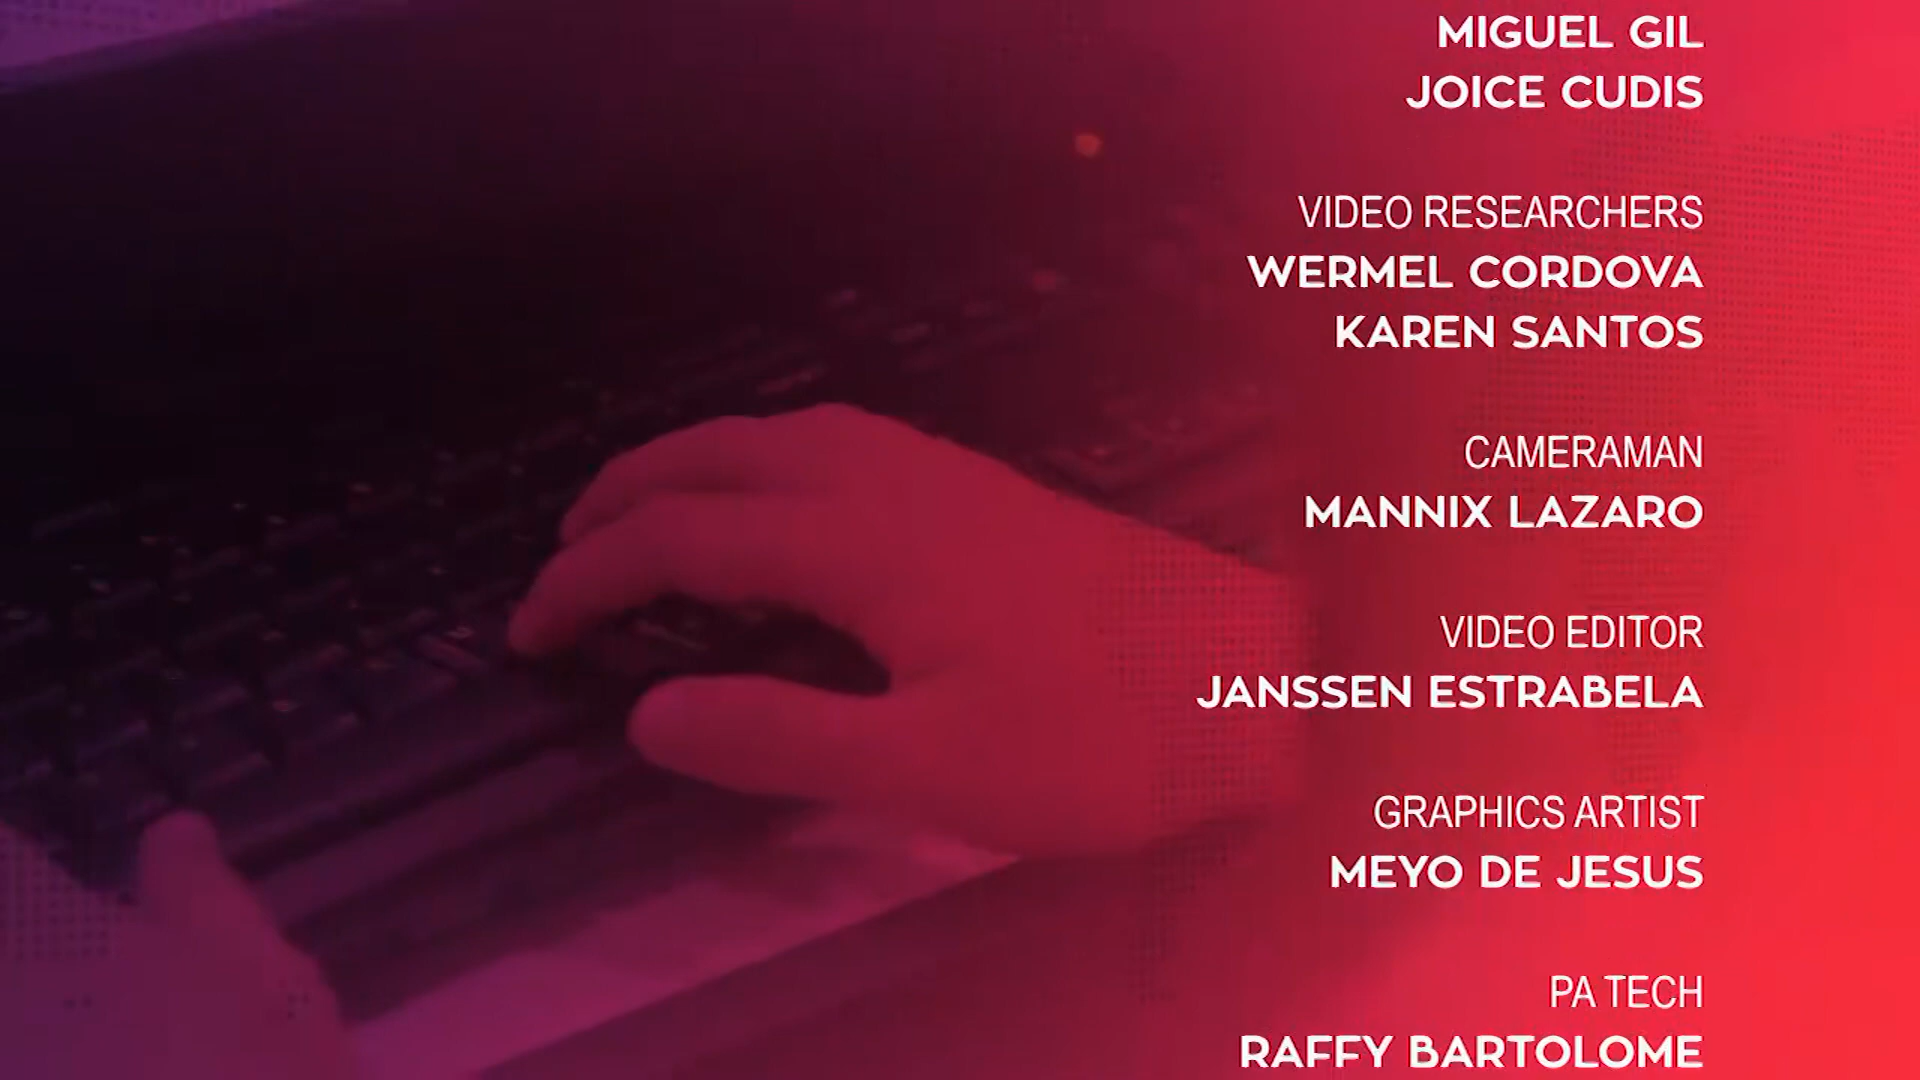 MIGUEL GIL
JOICE CUDIS
VIDEO RESEARCHERS
WERMEL CORDOVA
KAREN SANTOS
CAMERAMAN
MANNIX LAZARO
VIDEO EDITOR
JANSSEN ESTRABELA
GRAPHICS ARTIST
MEYO DE JESUS
PA TECH
RAFFY BARTOLOME